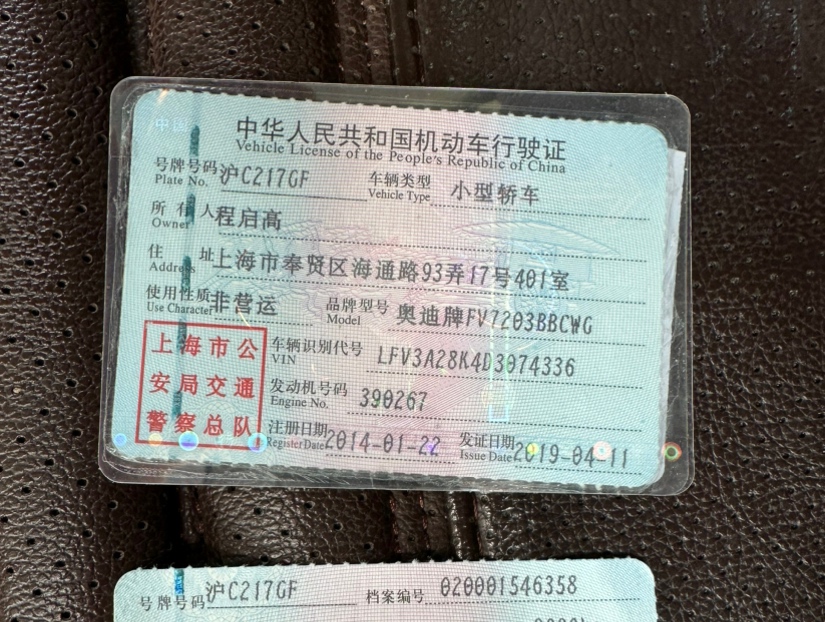 中华人民共和国机动车行驶证
Vehicle License of the People's Republic of China
号牌号码 沪C217GF 车辆类型 小型轿车
Plate No. Vehicle Type
所有人 程启高
Owner
住址 上海市奉贤区海通路93弄17号401室
Address
使用性质 非营运 品牌型号 奥迪牌FV7203BBCWG
Use Character Model
上海市公 车辆识别代号 LFV3A28K4D3074336
VIN
安局交通 发动机号码 390267
Engine No.
警察总队 注册日期 2014-01-22 发证日期 2019-04-11
Register Date Issue Date
号牌号码 沪C217GF 档案编号 020001546358